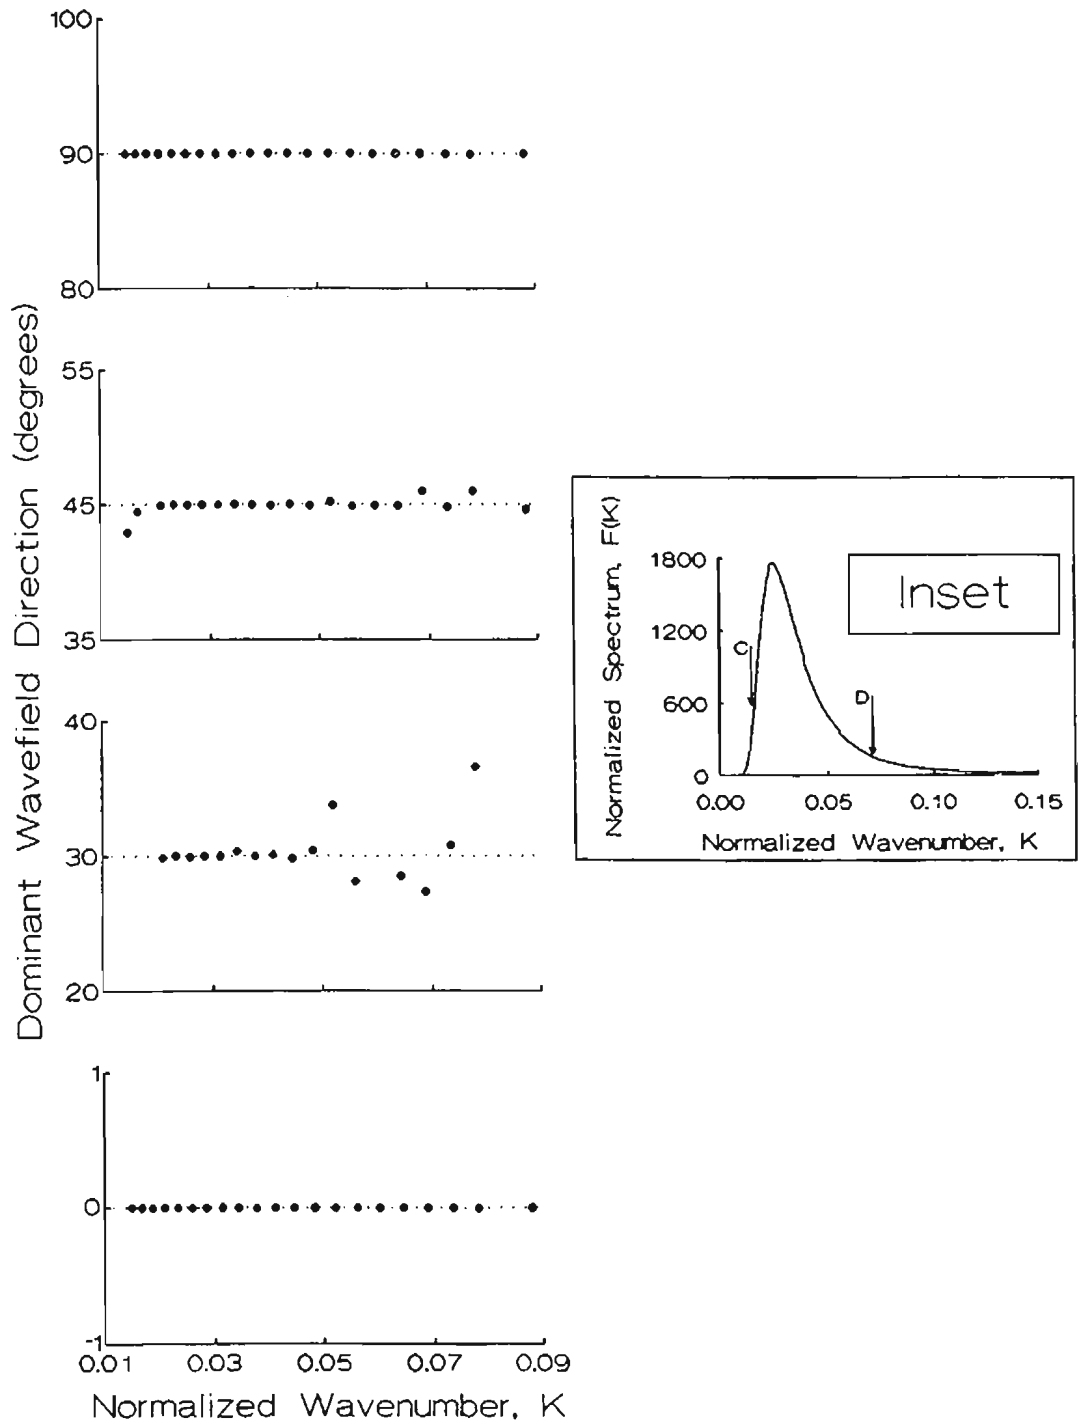 100
90
80
Dominant Wavefield Direction (degrees)
55
45
35
40
30
20
1
0
-1
0.01 0.03 0.05 0.07 0.09
Normalized Wavenumber, K
Normalized Spectrum, F(K)
1800
1200
600
0
Inset
C
D
0.00 0.05 0.10 0.15
Normalized Wavenumber, K